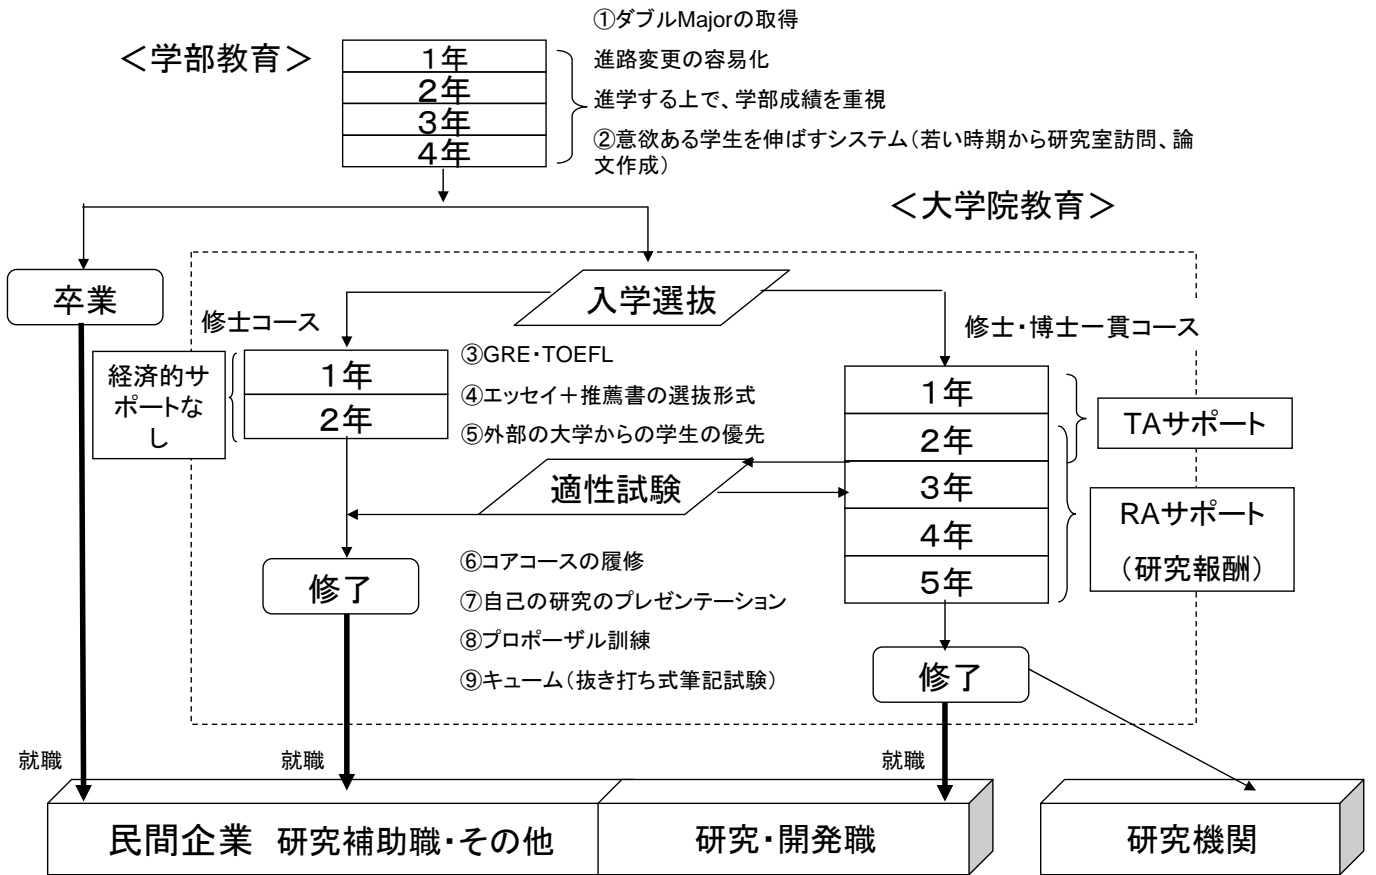 ①ダブルMajorの取得
＜学部教育＞
1年
2年
3年
4年
進路変更の容易化
進学する上で、学部成績を重視
②意欲ある学生を伸ばすシステム（若い時期から研究室訪問、論
文作成）
＜大学院教育＞
卒業
入学選抜
修士コース
修士・博士一貫コース
経済的サ
ポートな
し
1年
2年
③GRE・TOEFL
④エッセイ＋推薦書の選抜形式
⑤外部の大学からの学生の優先
1年
2年
3年
4年
5年
TAサポート
RAサポート
（研究報酬）
適性試験
修了
⑥コアコースの履修
⑦自己の研究のプレゼンテーション
⑧プロポーザル訓練
⑨キューム（抜き打ち式筆記試験）
修了
就職
就職
就職
民間企業 研究補助職・その他
研究・開発職
研究機関